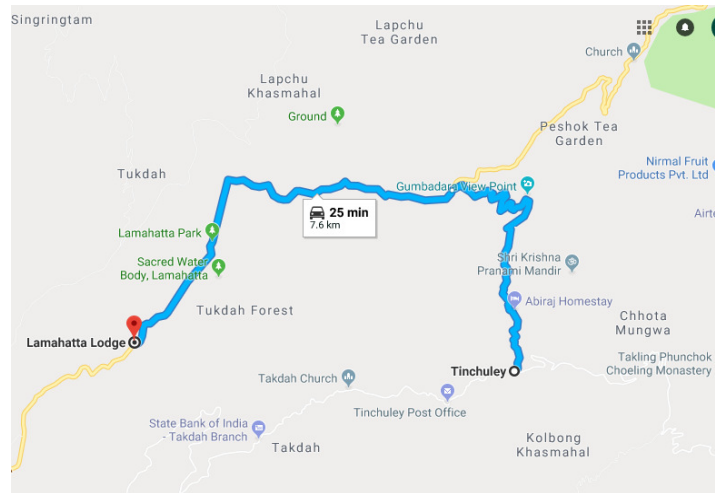 Singringtam
Lapchu
Tea Garden
Church
Lapchu
Khasmahal
Ground
Peshok Tea
Garden
Nirmal Fruit
Products Pvt. Ltd
Tukdah
Gumbadara View Point
25 min
7.6 km
Airte
Lamahatta Park
Sacred Water
Body, Lamahatta
Shri Krishna
Pranami Mandir
Tukdah Forest
Abiraj Homestay
Chhota
Mungwa
Lamahatta Lodge
Takling Phunchok
Choeling Monastery
Tinchuley
Takdah Church
Tinchuley Post Office
State Bank of India
- Takdah Branch
Takdah
Kolbong
Khasmahal